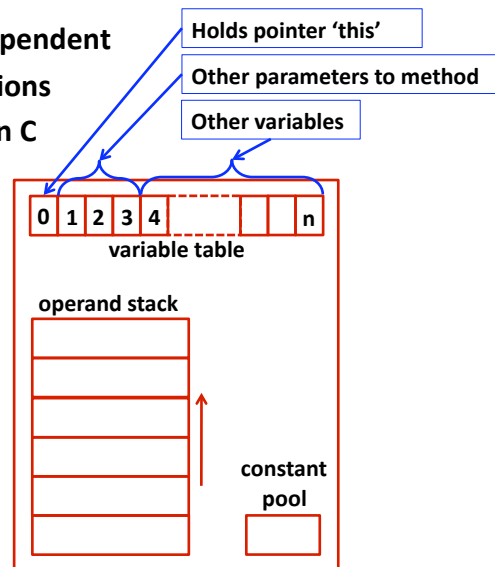 pendent
ions
n C
Holds pointer ‘this’
Other parameters to method
Other variables
0 1 2 3 4 n
variable table
operand stack
constant
pool